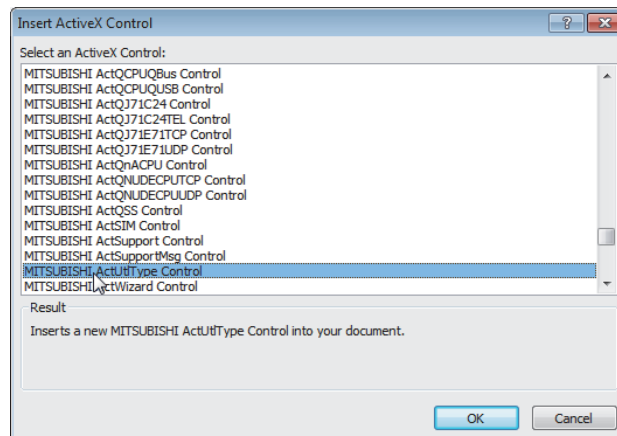 Insert ActiveX Control
Select an ActiveX Control:
MITSUBISHI ActQCPUQBus Control
MITSUBISHI ActQCPUQUSB Control
MITSUBISHI ActQJ71C24 Control
MITSUBISHI ActQJ71C24TEL Control
MITSUBISHI ActQJ71E71TCP Control
MITSUBISHI ActQJ71E71UDP Control
MITSUBISHI ActQnACPU Control
MITSUBISHI ActQNUDECPUTCP Control
MITSUBISHI ActQNUDECPUUDP Control
MITSUBISHI ActQSS Control
MITSUBISHI ActSIM Control
MITSUBISHI ActSupport Control
MITSUBISHI ActSupportMsg Control
MITSUBISHI ActUtlType Control
MITSUBISHI ActWizard Control
Result
Inserts a new MITSUBISHI ActUtlType Control into your document.
OK Cancel